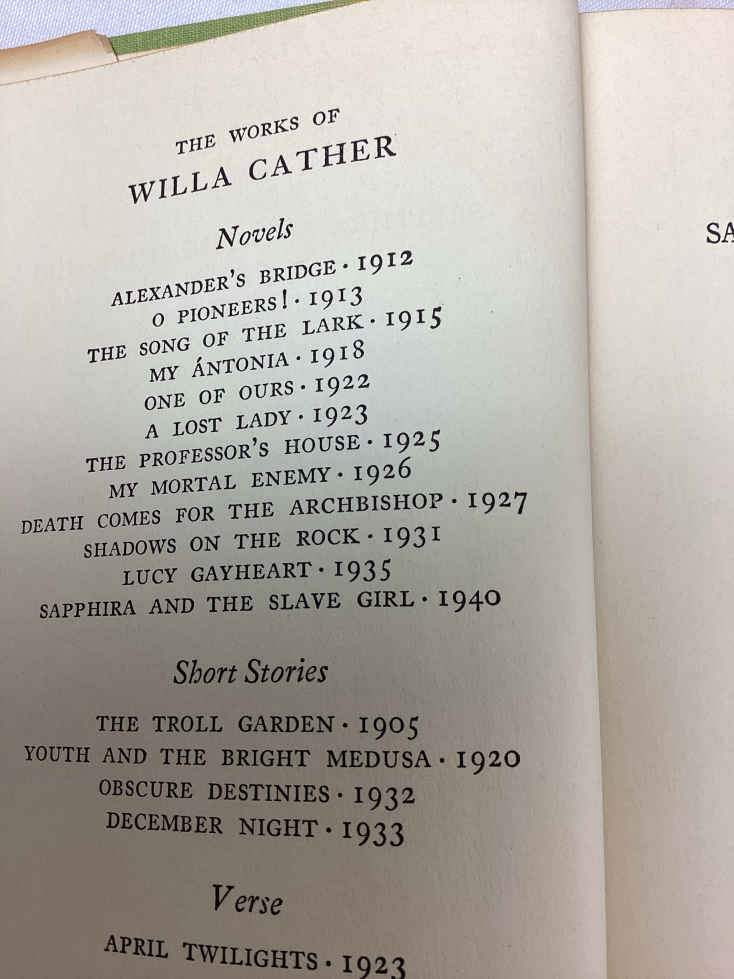 THE WORKS OF
WILLA CATHER
Novels
ALEXANDER'S BRIDGE · 1912
O PIONEERS! · 1913
THE SONG OF THE LARK · 1915
MY ÁNTONIA · 1918
ONE OF OURS · 1922
A LOST LADY · 1923
THE PROFESSOR'S HOUSE · 1925
MY MORTAL ENEMY · 1926
DEATH COMES FOR THE ARCHBISHOP · 1927
SHADOWS ON THE ROCK · 1931
LUCY GAYHEART · 1935
SAPPHIRA AND THE SLAVE GIRL · 1940
Short Stories
THE TROLL GARDEN · 1905
YOUTH AND THE BRIGHT MEDUSA · 1920
OBSCURE DESTINIES · 1932
DECEMBER NIGHT · 1933
Verse
APRIL TWILIGHTS · 1923